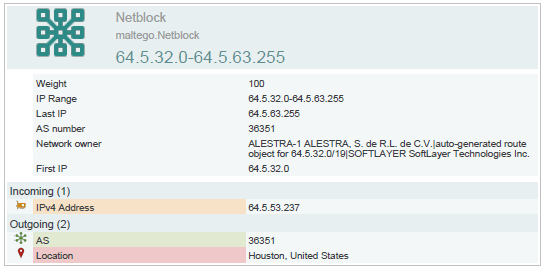 Netblock
maltego.Netblock
64.5.32.0-64.5.63.255
Weight 100
IP Range 64.5.32.0-64.5.63.255
Last IP 64.5.63.255
AS number 36351
Network owner ALESTRA-1 ALESTRA, S. de R.L. de C.V.|auto-generated route
object for 64.5.32.0/19|SOFTLAYER SoftLayer Technologies Inc.
First IP 64.5.32.0
Incoming (1)
IPv4 Address 64.5.53.237
Outgoing (2)
AS 36351
Location Houston, United States